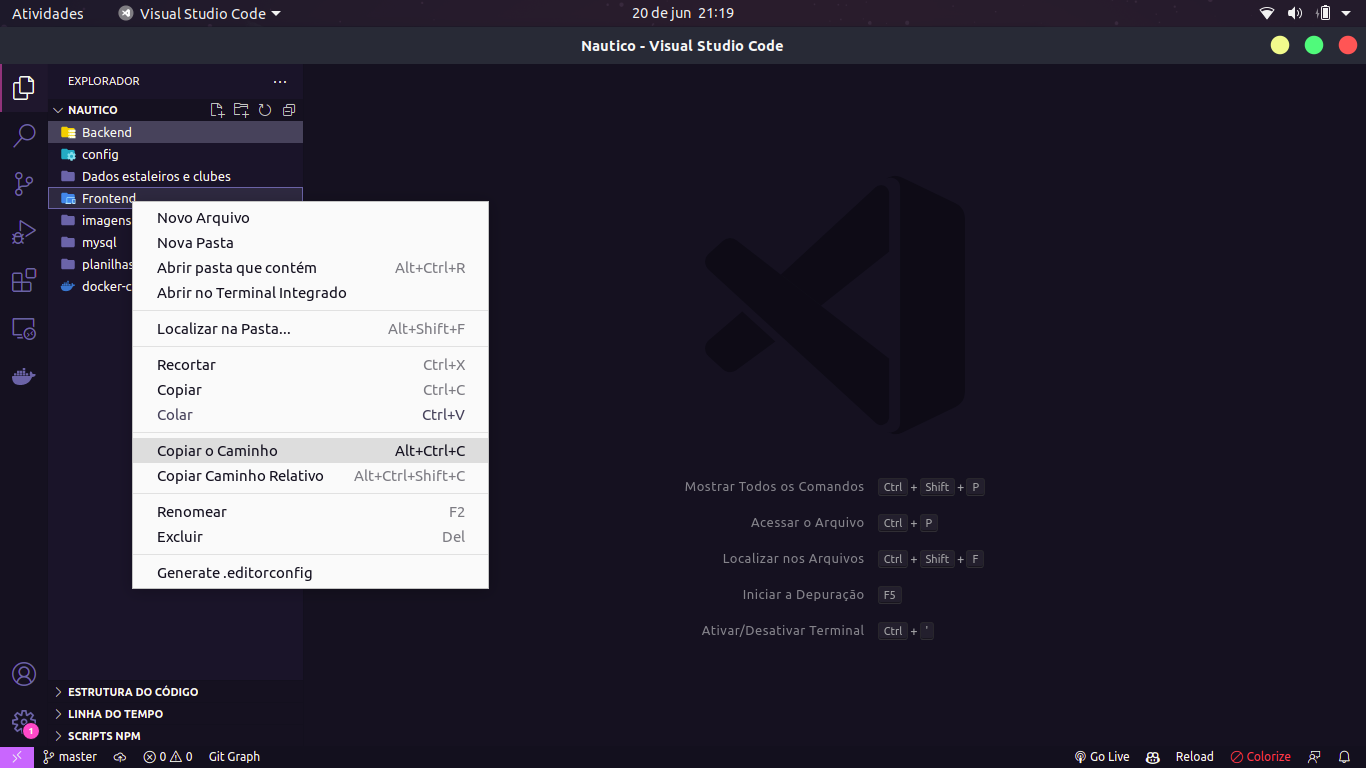 Atividades
Visual Studio Code
20 de jun 21:19
Nautico - Visual Studio Code
EXPLORADOR
NAUTICO
Backend
config
Dados estaleiros e clubes
Frontend
imagens
mysql
planilhas
docker-c
Novo Arquivo
Nova Pasta
Abrir pasta que contém Alt+Ctrl+R
Abrir no Terminal Integrado
Localizar na Pasta... Alt+Shift+F
Recortar Ctrl+X
Copiar Ctrl+C
Colar Ctrl+V
Copiar o Caminho Alt+Ctrl+C
Copiar Caminho Relativo Alt+Ctrl+Shift+C
Renomear F2
Excluir Del
Generate .editorconfig
Mostrar Todos os Comandos Ctrl + Shift + P
Acessar o Arquivo Ctrl + P
Localizar nos Arquivos Ctrl + Shift + F
Iniciar a Depuração F5
Ativar/Desativar Terminal Ctrl + '
ESTRUTURA DO CÓDIGO
LINHA DO TEMPO
SCRIPTS NPM
1
master 0 0 Git Graph
Go Live Reload Colorize